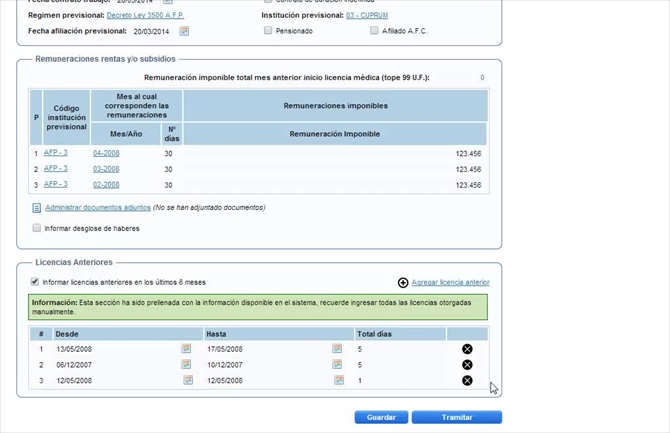 Fecha contrato trabajo: 20/03/2014 Contrato de duración indefinida
Regimen previsional: Decreto Ley 3500 A.F.P. Institución previsional: 03 - CUPRUM
Fecha afiliación previsional: 20/03/2014 Pensionado Afiliado A.F.C.
Remuneraciones rentas y/o subsidios
Remuneración imponible total mes anterior inicio licencia médica (tope 99 U.F.): 0
P Código institución previsional Mes al cual corresponden las remuneraciones Remuneraciones imponibles
Mes/Año Nº días Remuneración Imponible
1 AFP - 3 04-2008 30 123.456
2 AFP - 3 03-2008 30 123.456
3 AFP - 3 02-2008 30 123.456
Administrar documentos adjuntos (No se han adjuntado documentos)
Informar desglose de haberes
Licencias Anteriores
Informar licencias anteriores en los últimos 6 meses Agregar licencia anterior
Información: Esta sección ha sido prellenada con la información disponible en el sistema, recuerde ingresar todas las licencias otorgadas
manualmente.
# Desde Hasta Total días
1 13/05/2008 17/05/2008 5
2 06/12/2007 10/12/2007 5
3 12/05/2008 12/05/2008 1
Guardar Tramitar